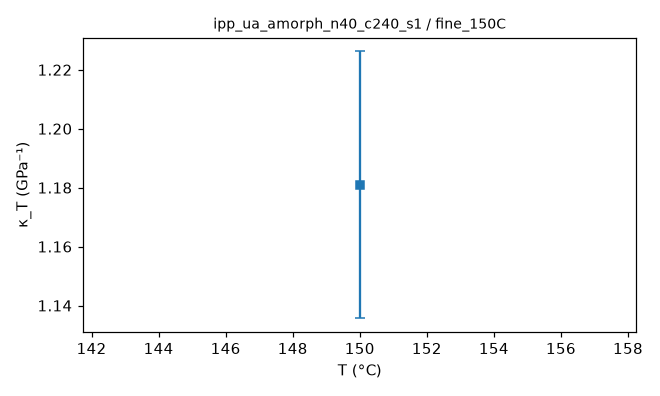 ipp_ua_amorph_n40_c240_s1 / fine_150C
κ_T (GPa⁻¹)
1.22
1.20
1.18
1.16
1.14
142 144 146 148 150 152 154 156 158
T (°C)